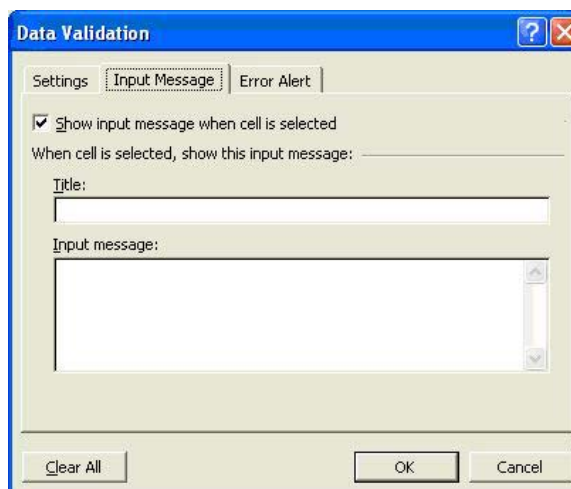 Data Validation
Settings Input Message Error Alert
Show input message when cell is selected
When cell is selected, show this input message:
Title:
Input message:
Clear All OK Cancel